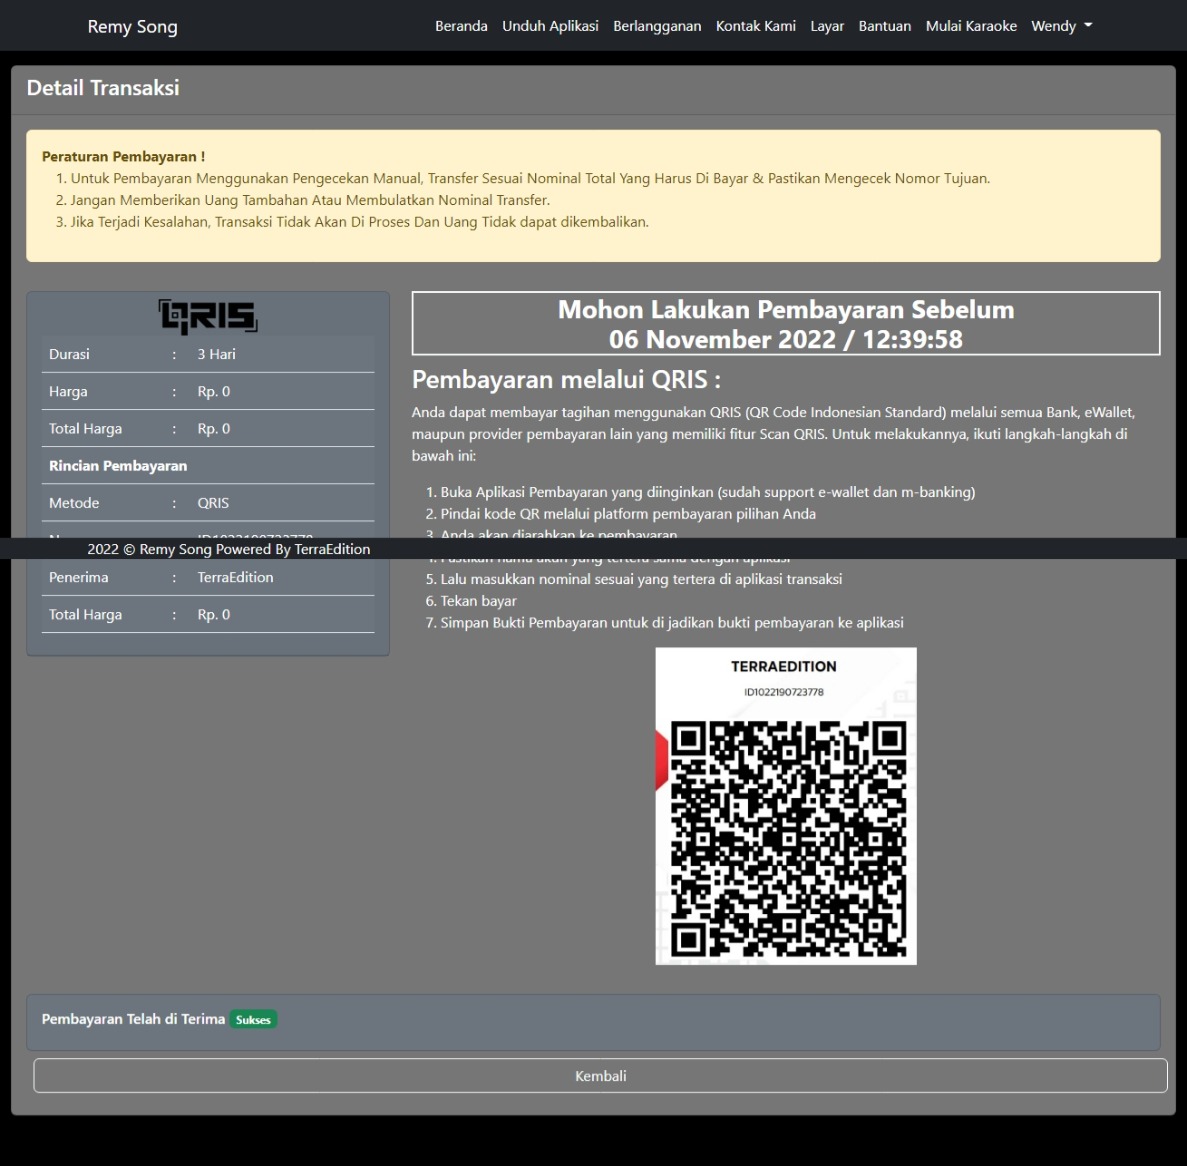 Remy Song
Beranda Unduh Aplikasi Berlangganan Kontak Kami Layar Bantuan Mulai Karaoke Wendy
Detail Transaksi
Peraturan Pembayaran !
1. Untuk Pembayaran Menggunakan Pengecekan Manual, Transfer Sesuai Nominal Total Yang Harus Di Bayar & Pastikan Mengecek Nomor Tujuan.
2. Jangan Memberikan Uang Tambahan Atau Membulatkan Nominal Transfer.
3. Jika Terjadi Kesalahan, Transaksi Tidak Akan Di Proses Dan Uang Tidak dapat dikembalikan.
QRIS
Durasi : 3 Hari
Harga : Rp. 0
Total Harga : Rp. 0
Rincian Pembayaran
Metode : QRIS
ID1022190723778
Penerima : TerraEdition
Total Harga : Rp. 0
Mohon Lakukan Pembayaran Sebelum
06 November 2022 / 12:39:58
Pembayaran melalui QRIS :
Anda dapat membayar tagihan menggunakan QRIS (QR Code Indonesian Standard) melalui semua Bank, eWallet,
maupun provider pembayaran lain yang memiliki fitur Scan QRIS. Untuk melakukannya, ikuti langkah-langkah di
bawah ini:
1. Buka Aplikasi Pembayaran yang diinginkan (sudah support e-wallet dan m-banking)
2. Pindai kode QR melalui platform pembayaran pilihan Anda
3. Anda akan diarahkan ke pembayaran
2022 © Remy Song Powered By TerraEdition
4. Pastikan nama akun yang tertera sama dengan aplikasi
5. Lalu masukkan nominal sesuai yang tertera di aplikasi transaksi
6. Tekan bayar
7. Simpan Bukti Pembayaran untuk di jadikan bukti pembayaran ke aplikasi
TERRAEDITION
ID1022190723778
Pembayaran Telah di Terima Sukses
Kembali